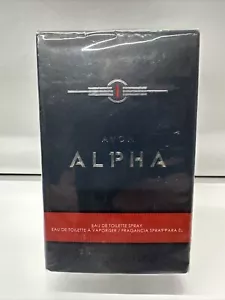 AVON
ALPHA
EAU DE TOILETTE SPRAY
EAU DE TOILETTE A VAPORISER / FRAGANCIA SPRAY PARA EL